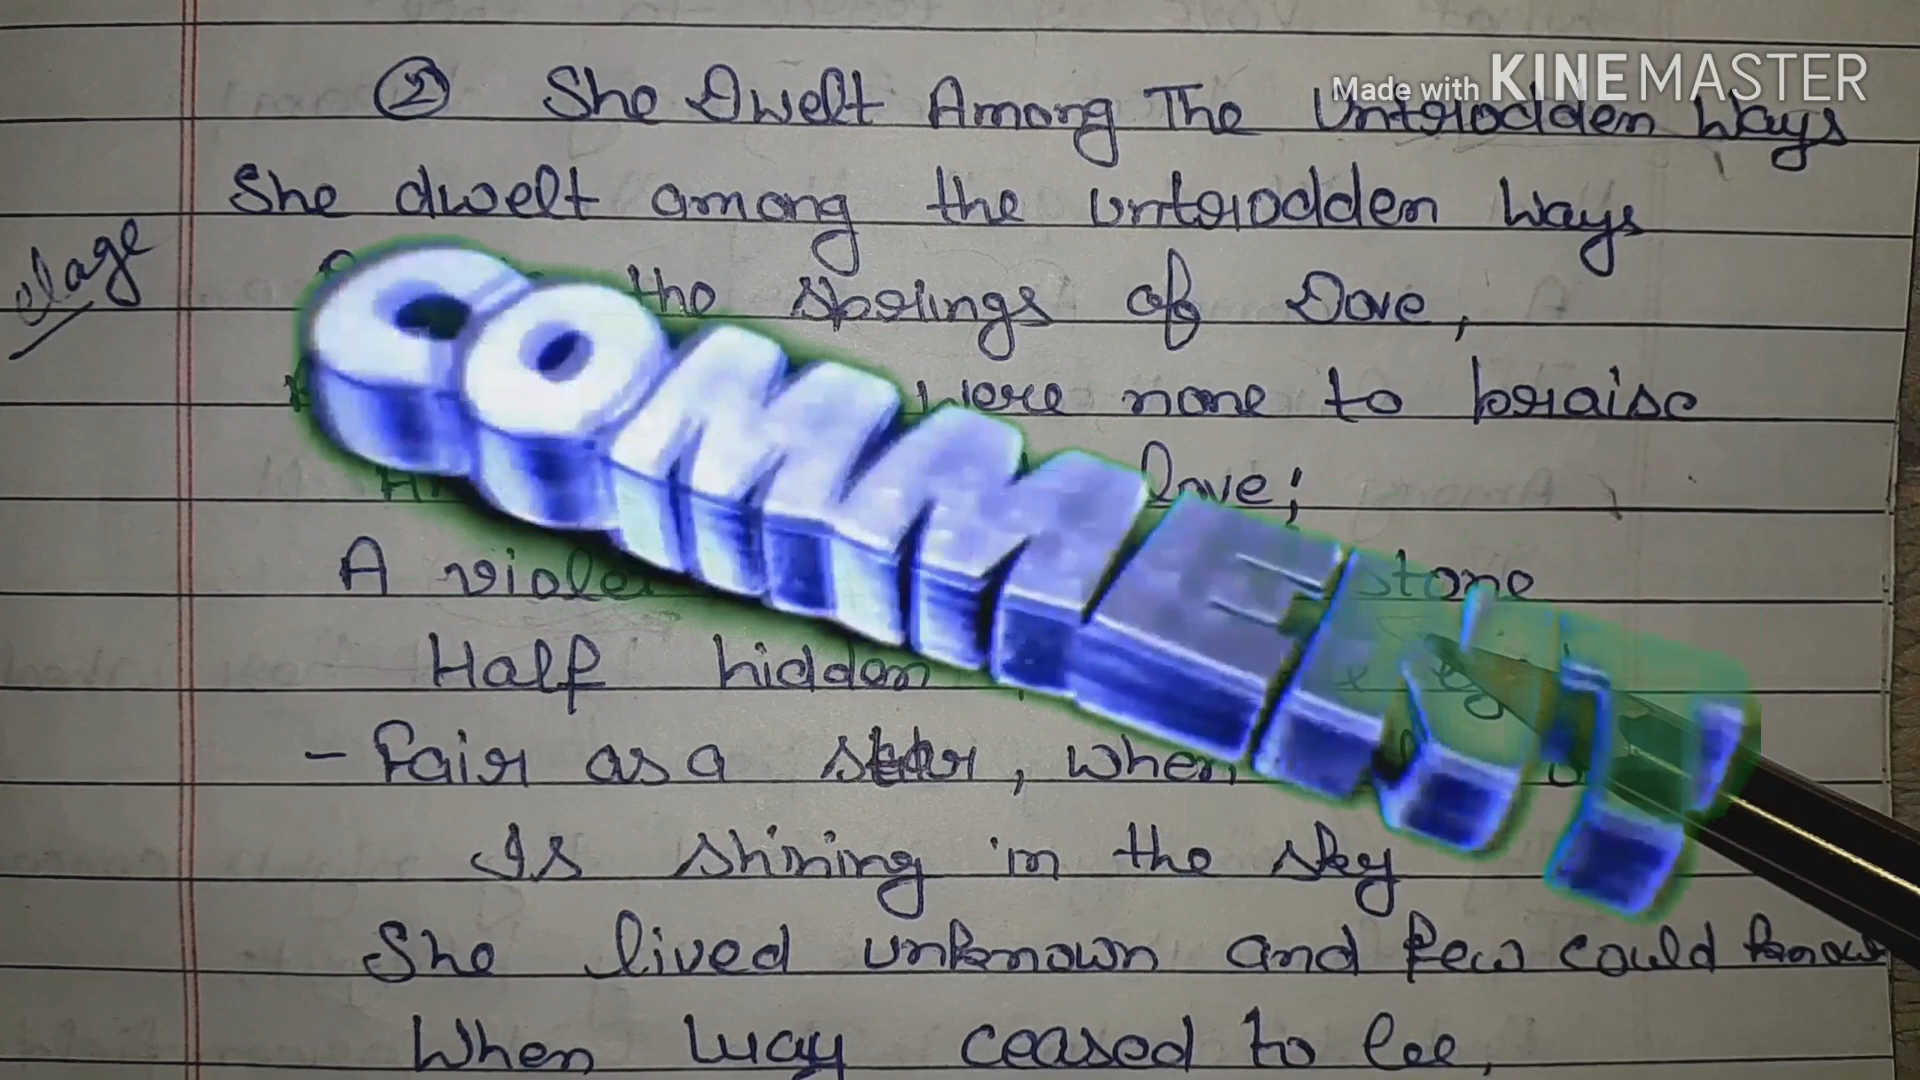 Made with KINEMASTER
② She Dwelt Among The Untrodden Ways
She dwelt among the untrodden ways
the springs of Dove,
were none to praise
love;
A viole stone
Half hidden
- Fair as a star, when
Is shining in the sky
She lived unknown and few could know
When Lucy ceased to be,
COMMENT